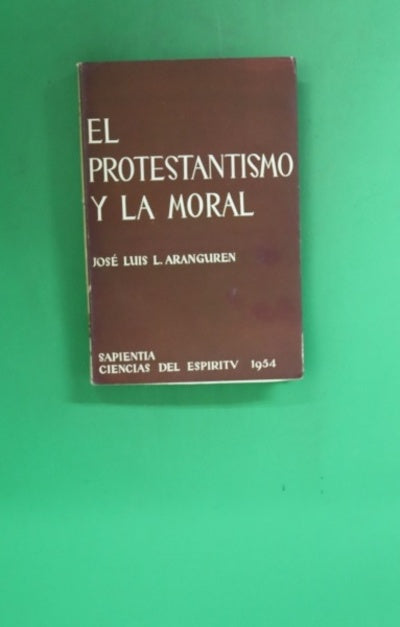 EL
PROTESTANTISMO
Y LA MORAL
JOSÉ LUIS L. ARANGUREN
SAPIENTIA
CIENCIAS DEL ESPIRITV 1954